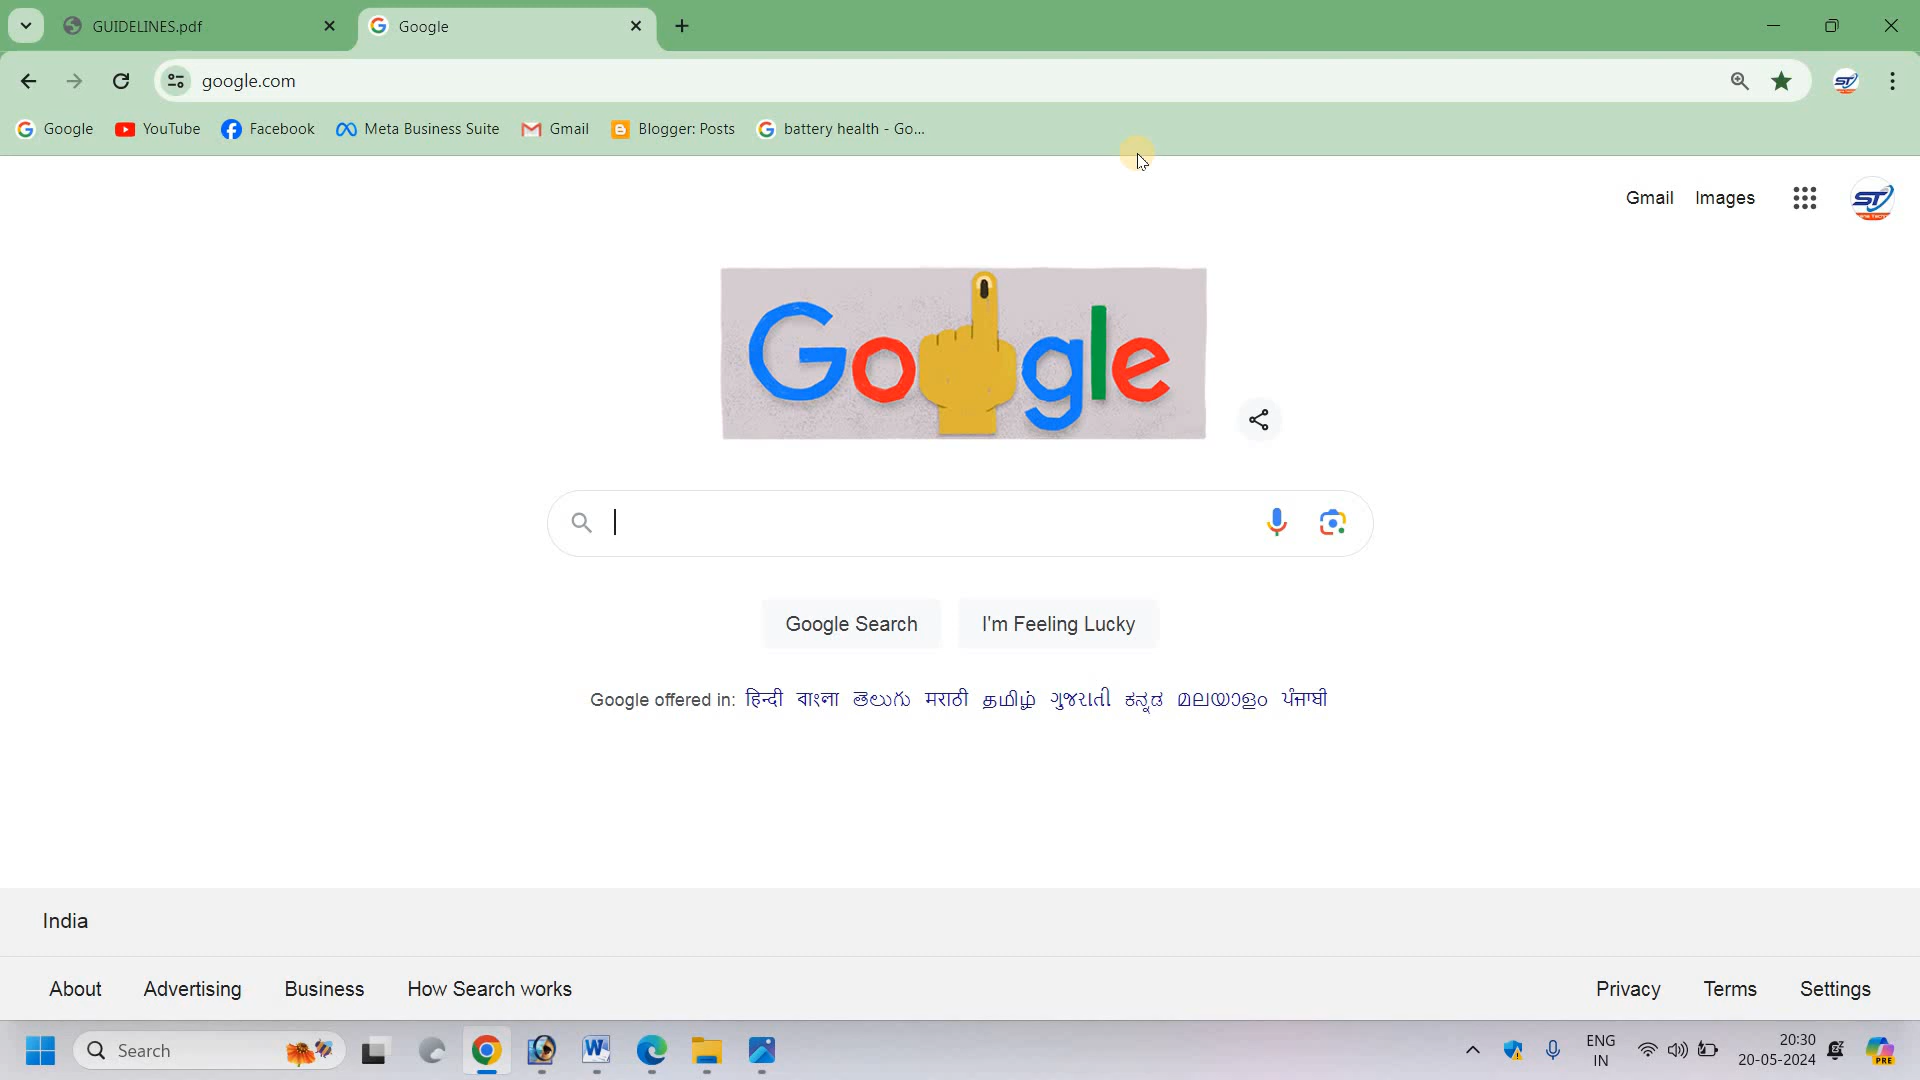 GUIDELINES.pdf
Google
google.com
Google YouTube Facebook Meta Business Suite Gmail Blogger: Posts battery health - Go...
Gmail Images ST
Google
Google Search I'm Feeling Lucky
Google offered in: हिन्दी বাংলা తెలుగు मराठी தமிழ் ગુજરાતી ಕನ್ನಡ മലയാളം ਪੰਜਾਬੀ
India
About Advertising Business How Search works Privacy Terms Settings
Search
ENG
IN
20:30
20-05-2024
PRE